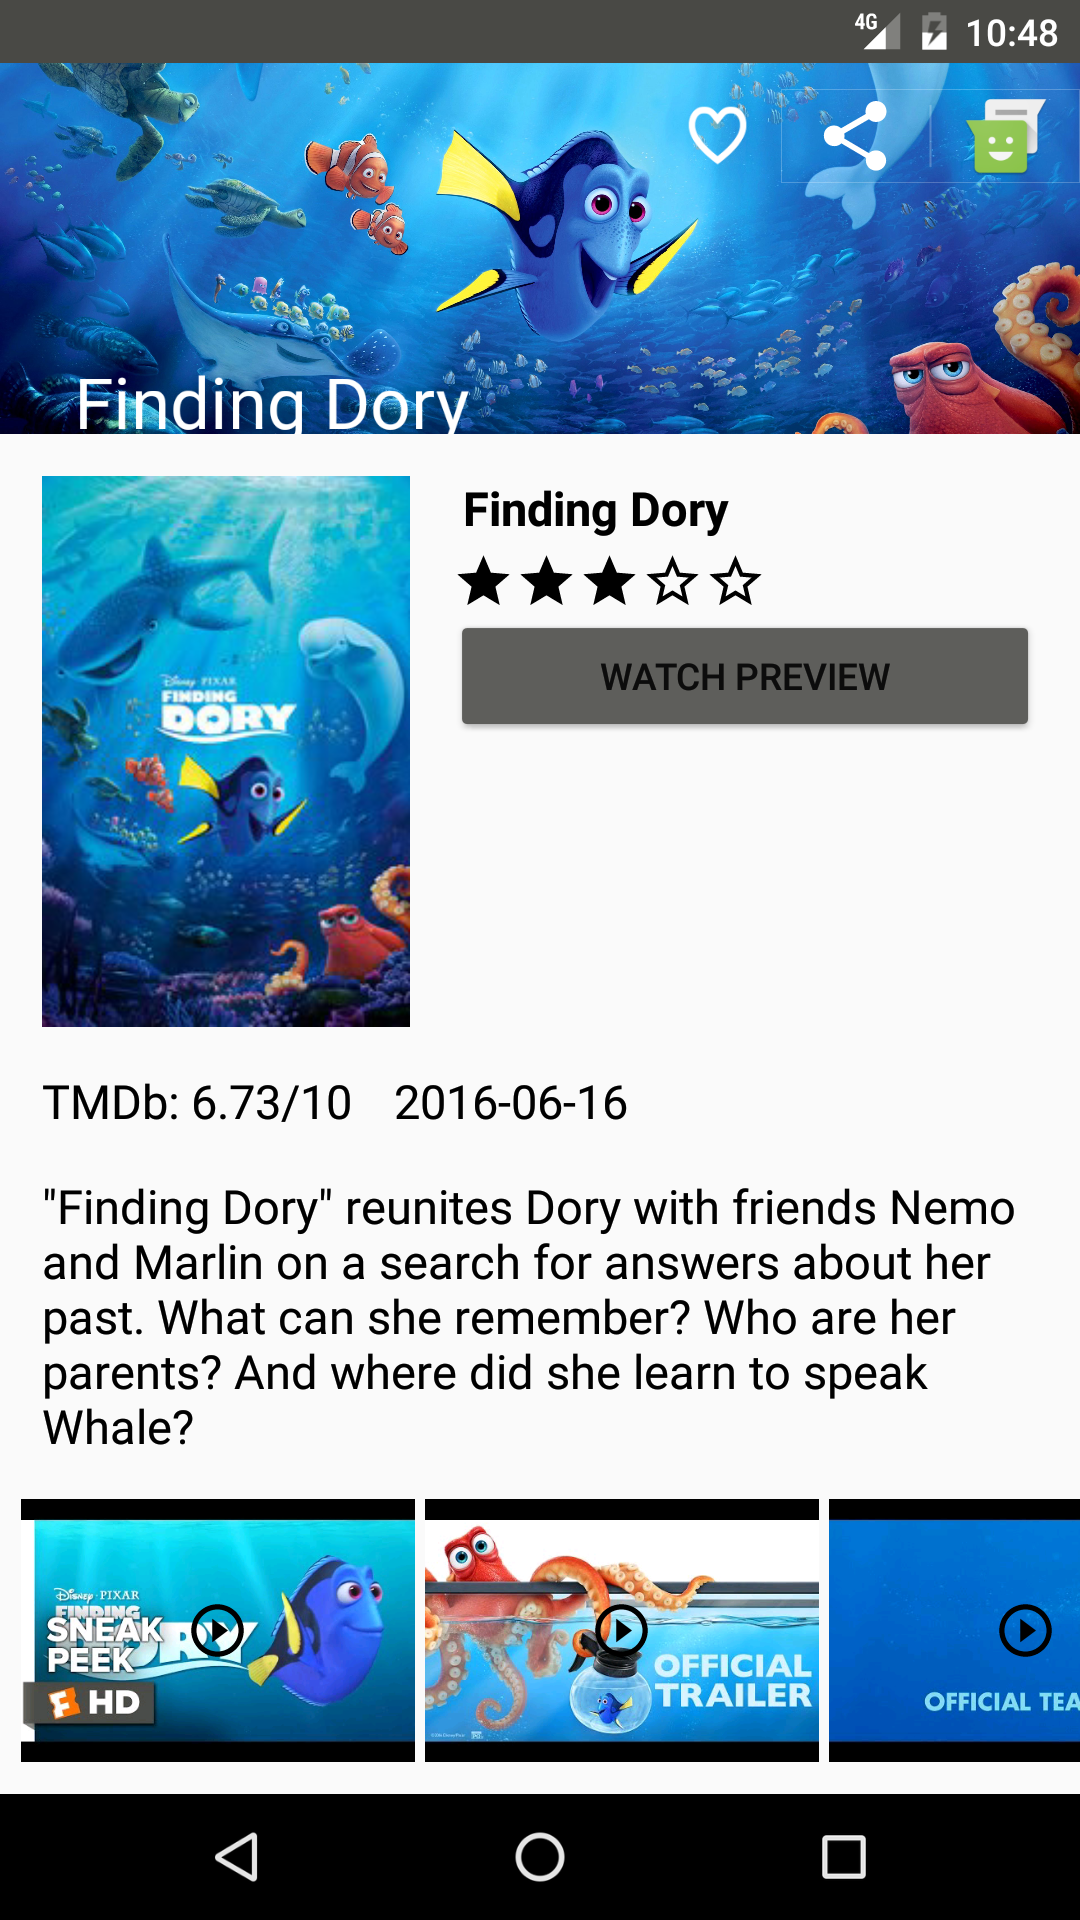 4G 10:48
Finding Dory
Finding Dory
WATCH PREVIEW
Disney · PIXAR
FINDING
DORY
TMDb: 6.73/10 2016-06-16
"Finding Dory" reunites Dory with friends Nemo
and Marlin on a search for answers about her
past. What can she remember? Who are her
parents? And where did she learn to speak
Whale?
Disney · PIXAR
FINDING
DORY
SNEAK
PEEK
F HD
OFFICIAL
TRAILER
OFFICIAL TEA